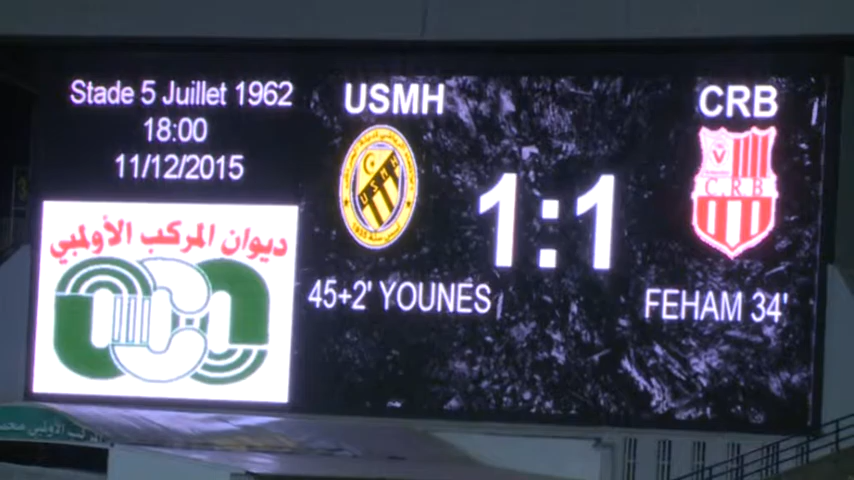 Stade 5 Juillet 1962
18:00
11/12/2015
USMH
CRB
1:1
USMH
C.R.B
45+2' YOUNES
FEHAM 34'
ديوان المركب الأولمبي